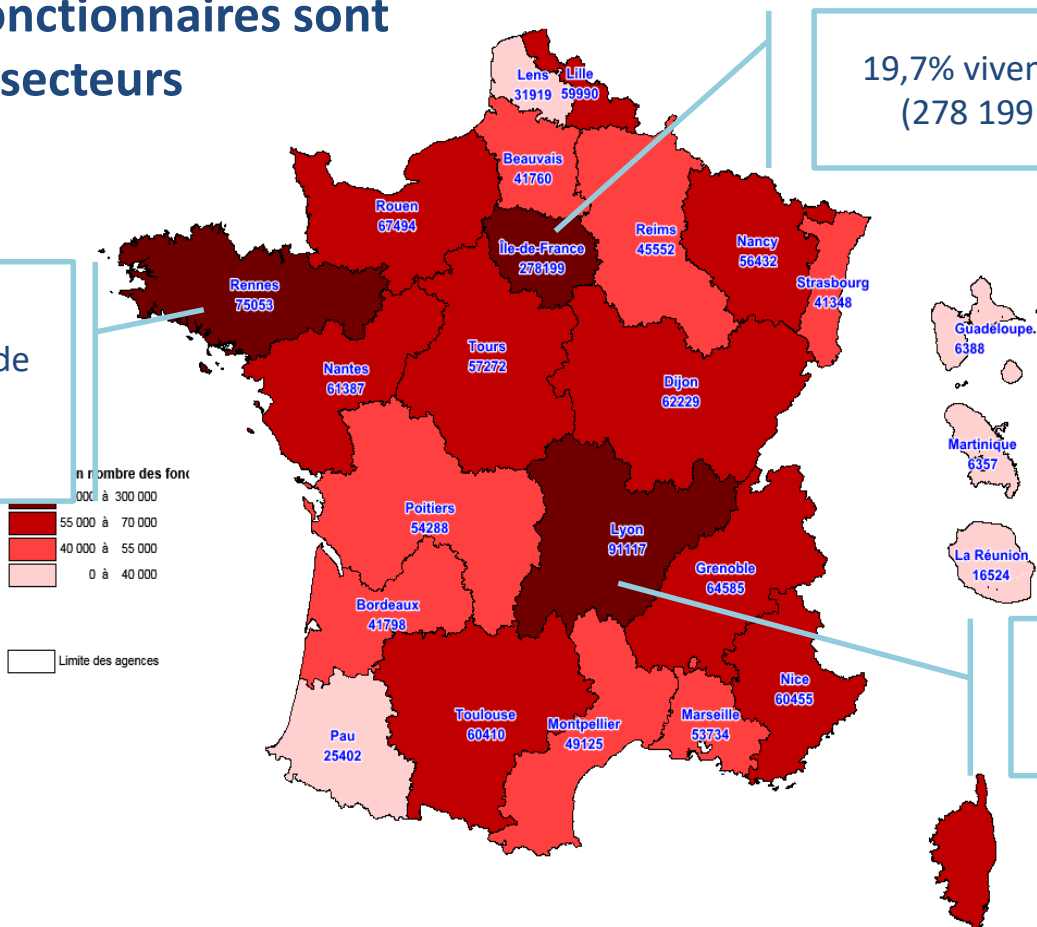 onctionnaires sont
secteurs
19,7% viven
(278 199
Lens
31919
Lille
59990
Beauvais
41760
Rouen
67494
Île-de-France
278199
Reims
45552
Nancy
56432
Strasbourg
41348
Rennes
75053
de
Nantes
61387
Tours
57272
Dijon
62229
Guadeloupe
6388
Martinique
6357
La Réunion
16524
n nombre des fonc
000 à 300 000
55 000 à 70 000
40 000 à 55 000
0 à 40 000
Limite des agences
Poitiers
54288
Lyon
91117
Grenoble
64585
Bordeaux
41798
Nice
60455
Toulouse
60410
Montpellier
49125
Marseille
53734
Pau
25402